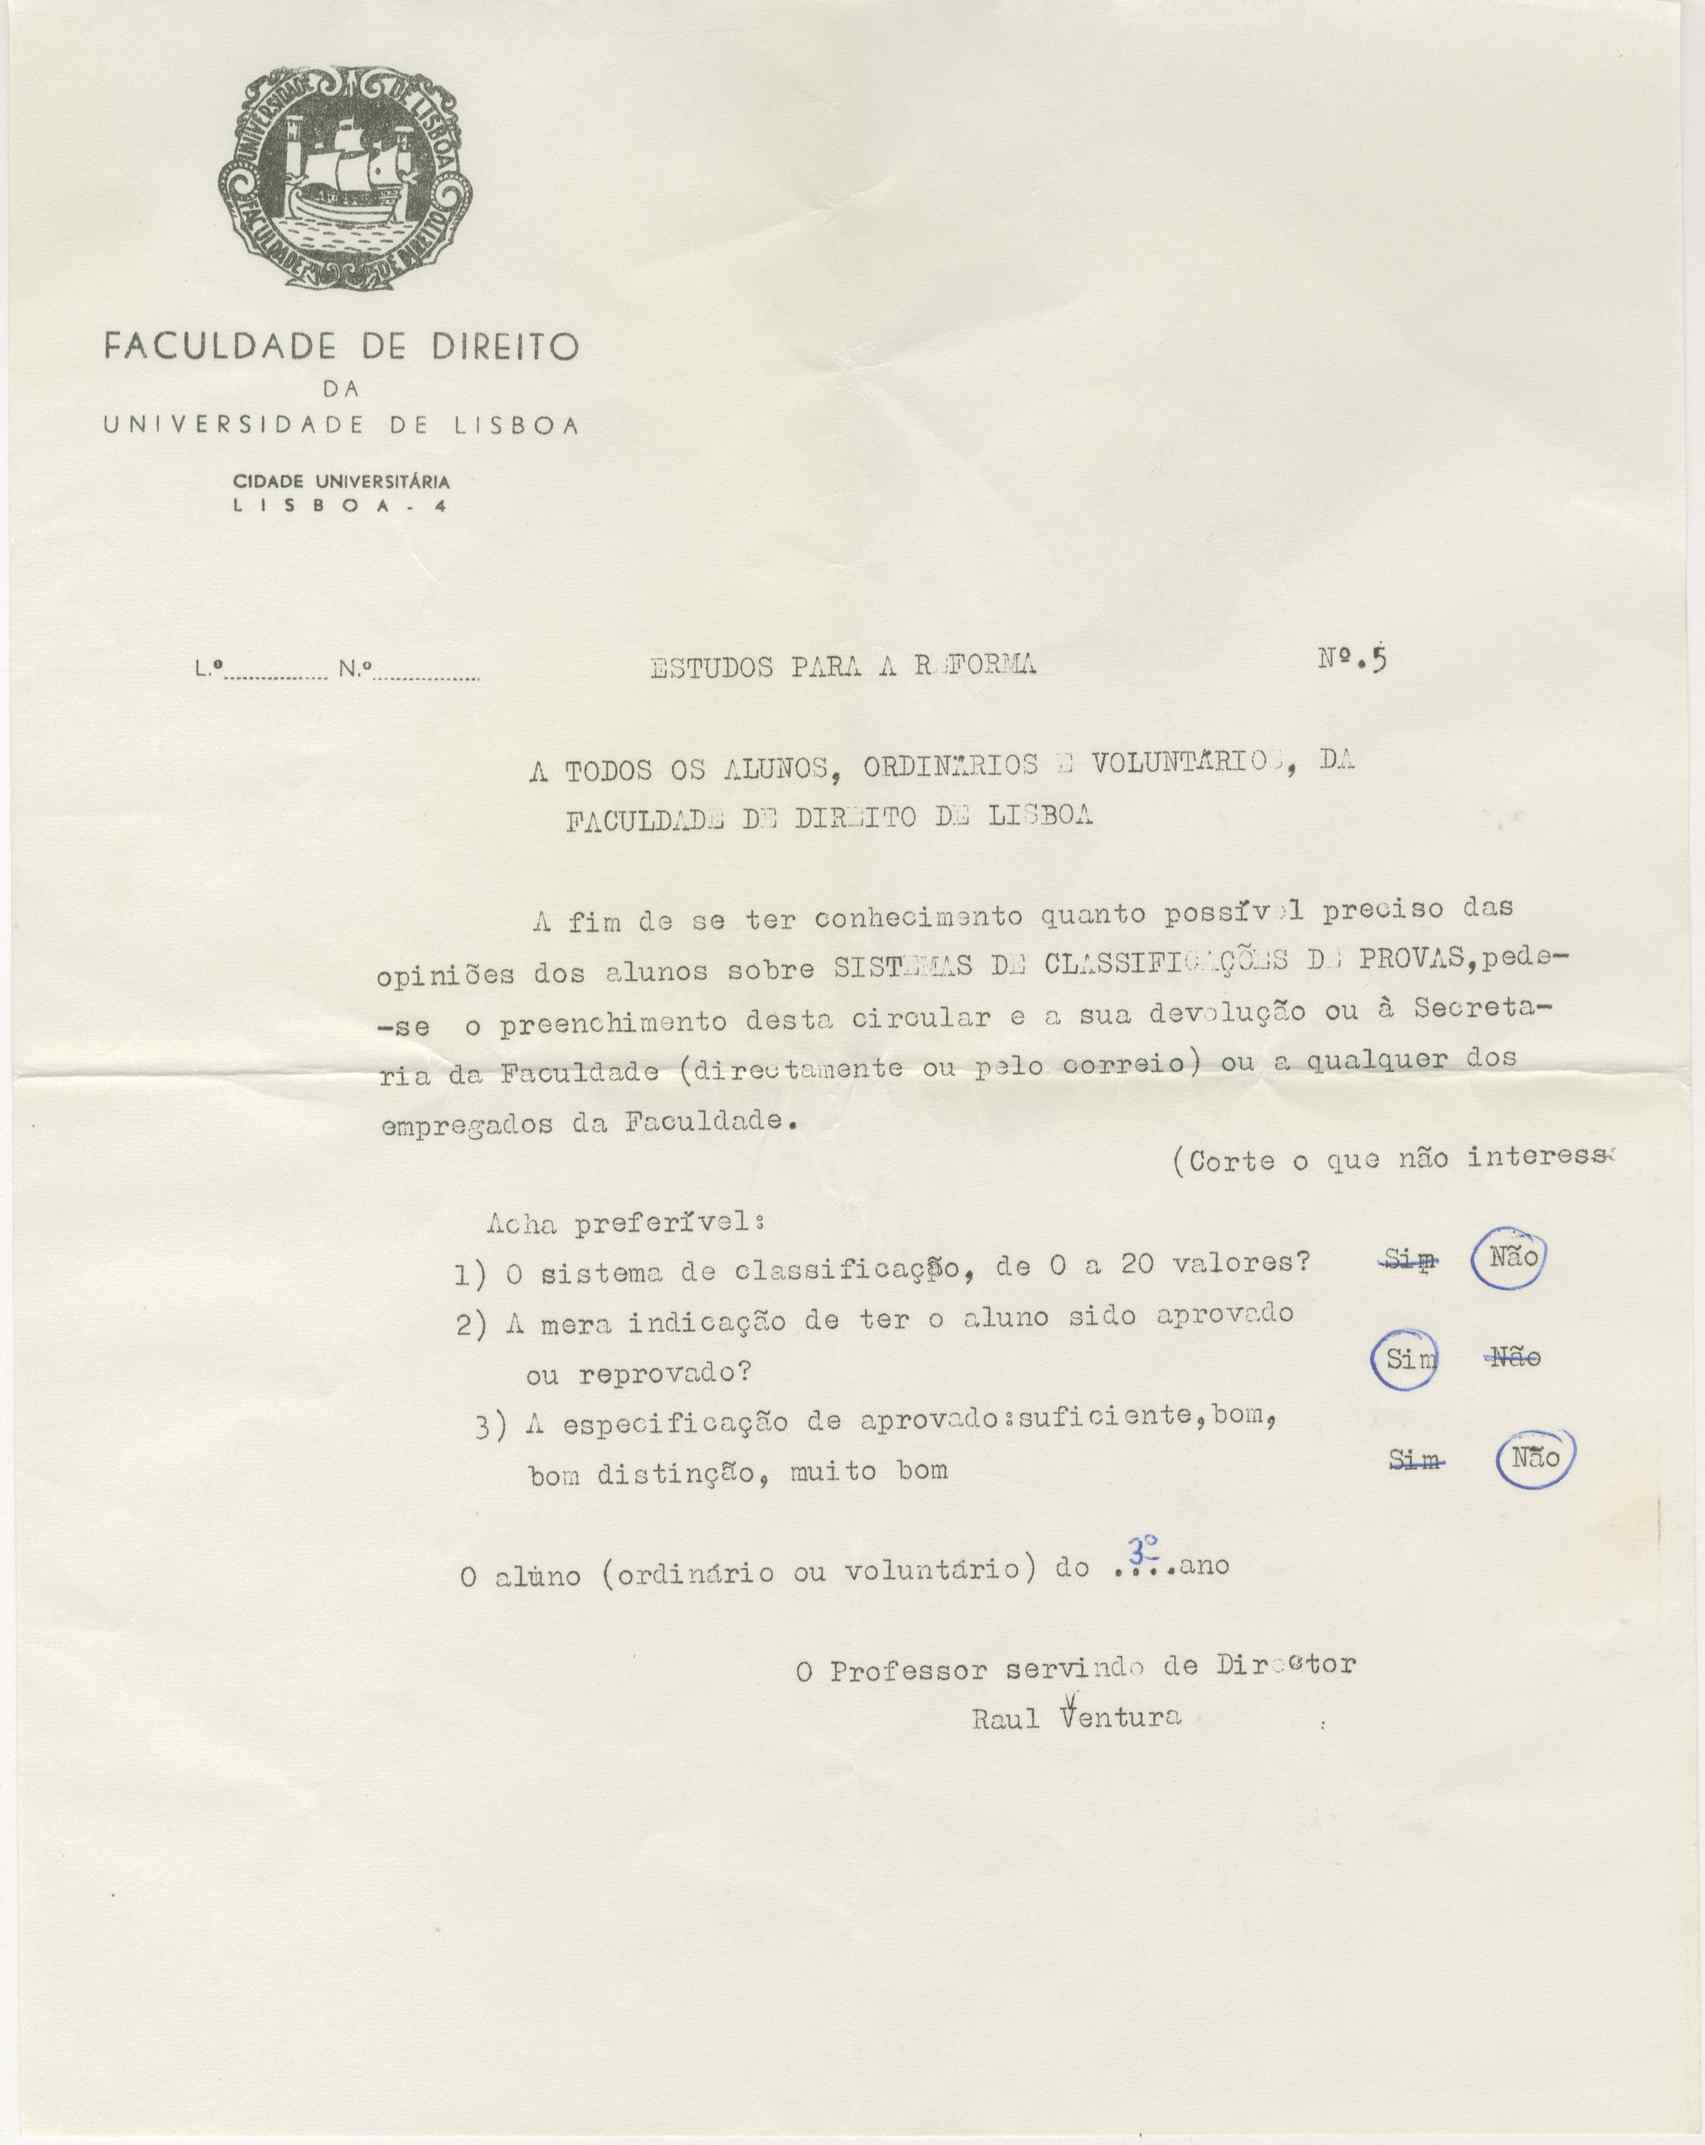 UNIVERSIDADE DE LISBOA
FACULDADE DE DIREITO
FACULDADE DE DIREITO
DA
UNIVERSIDADE DE LISBOA
CIDADE UNIVERSITÁRIA
LISBOA - 4
L.º................ N.º................ ESTUDOS PARA A REFORMA Nº.5
A TODOS OS ALUNOS, ORDINÁRIOS E VOLUNTÁRIOS, DA
FACULDADE DE DIREITO DE LISBOA
A fim de se ter conhecimento quanto possível preciso das
opiniões dos alunos sobre SISTEMAS DE CLASSIFICAÇÕES DE PROVAS,pede-
-se o preenchimento desta circular e a sua devolução ou à Secreta-
ria da Faculdade (directamente ou pelo correio) ou a qualquer dos
empregados da Faculdade.
(Corte o que não interess
Acha preferível:
1) O sistema de classificação, de 0 a 20 valores? Sim Não
2) A mera indicação de ter o aluno sido aprovado
ou reprovado? Sim Não
3) A especificação de aprovado:suficiente,bom,
bom distinção, muito bom Sim Não
O aluno (ordinário ou voluntário) do .3º...ano
O Professor servindo de Director
Raul Ventura